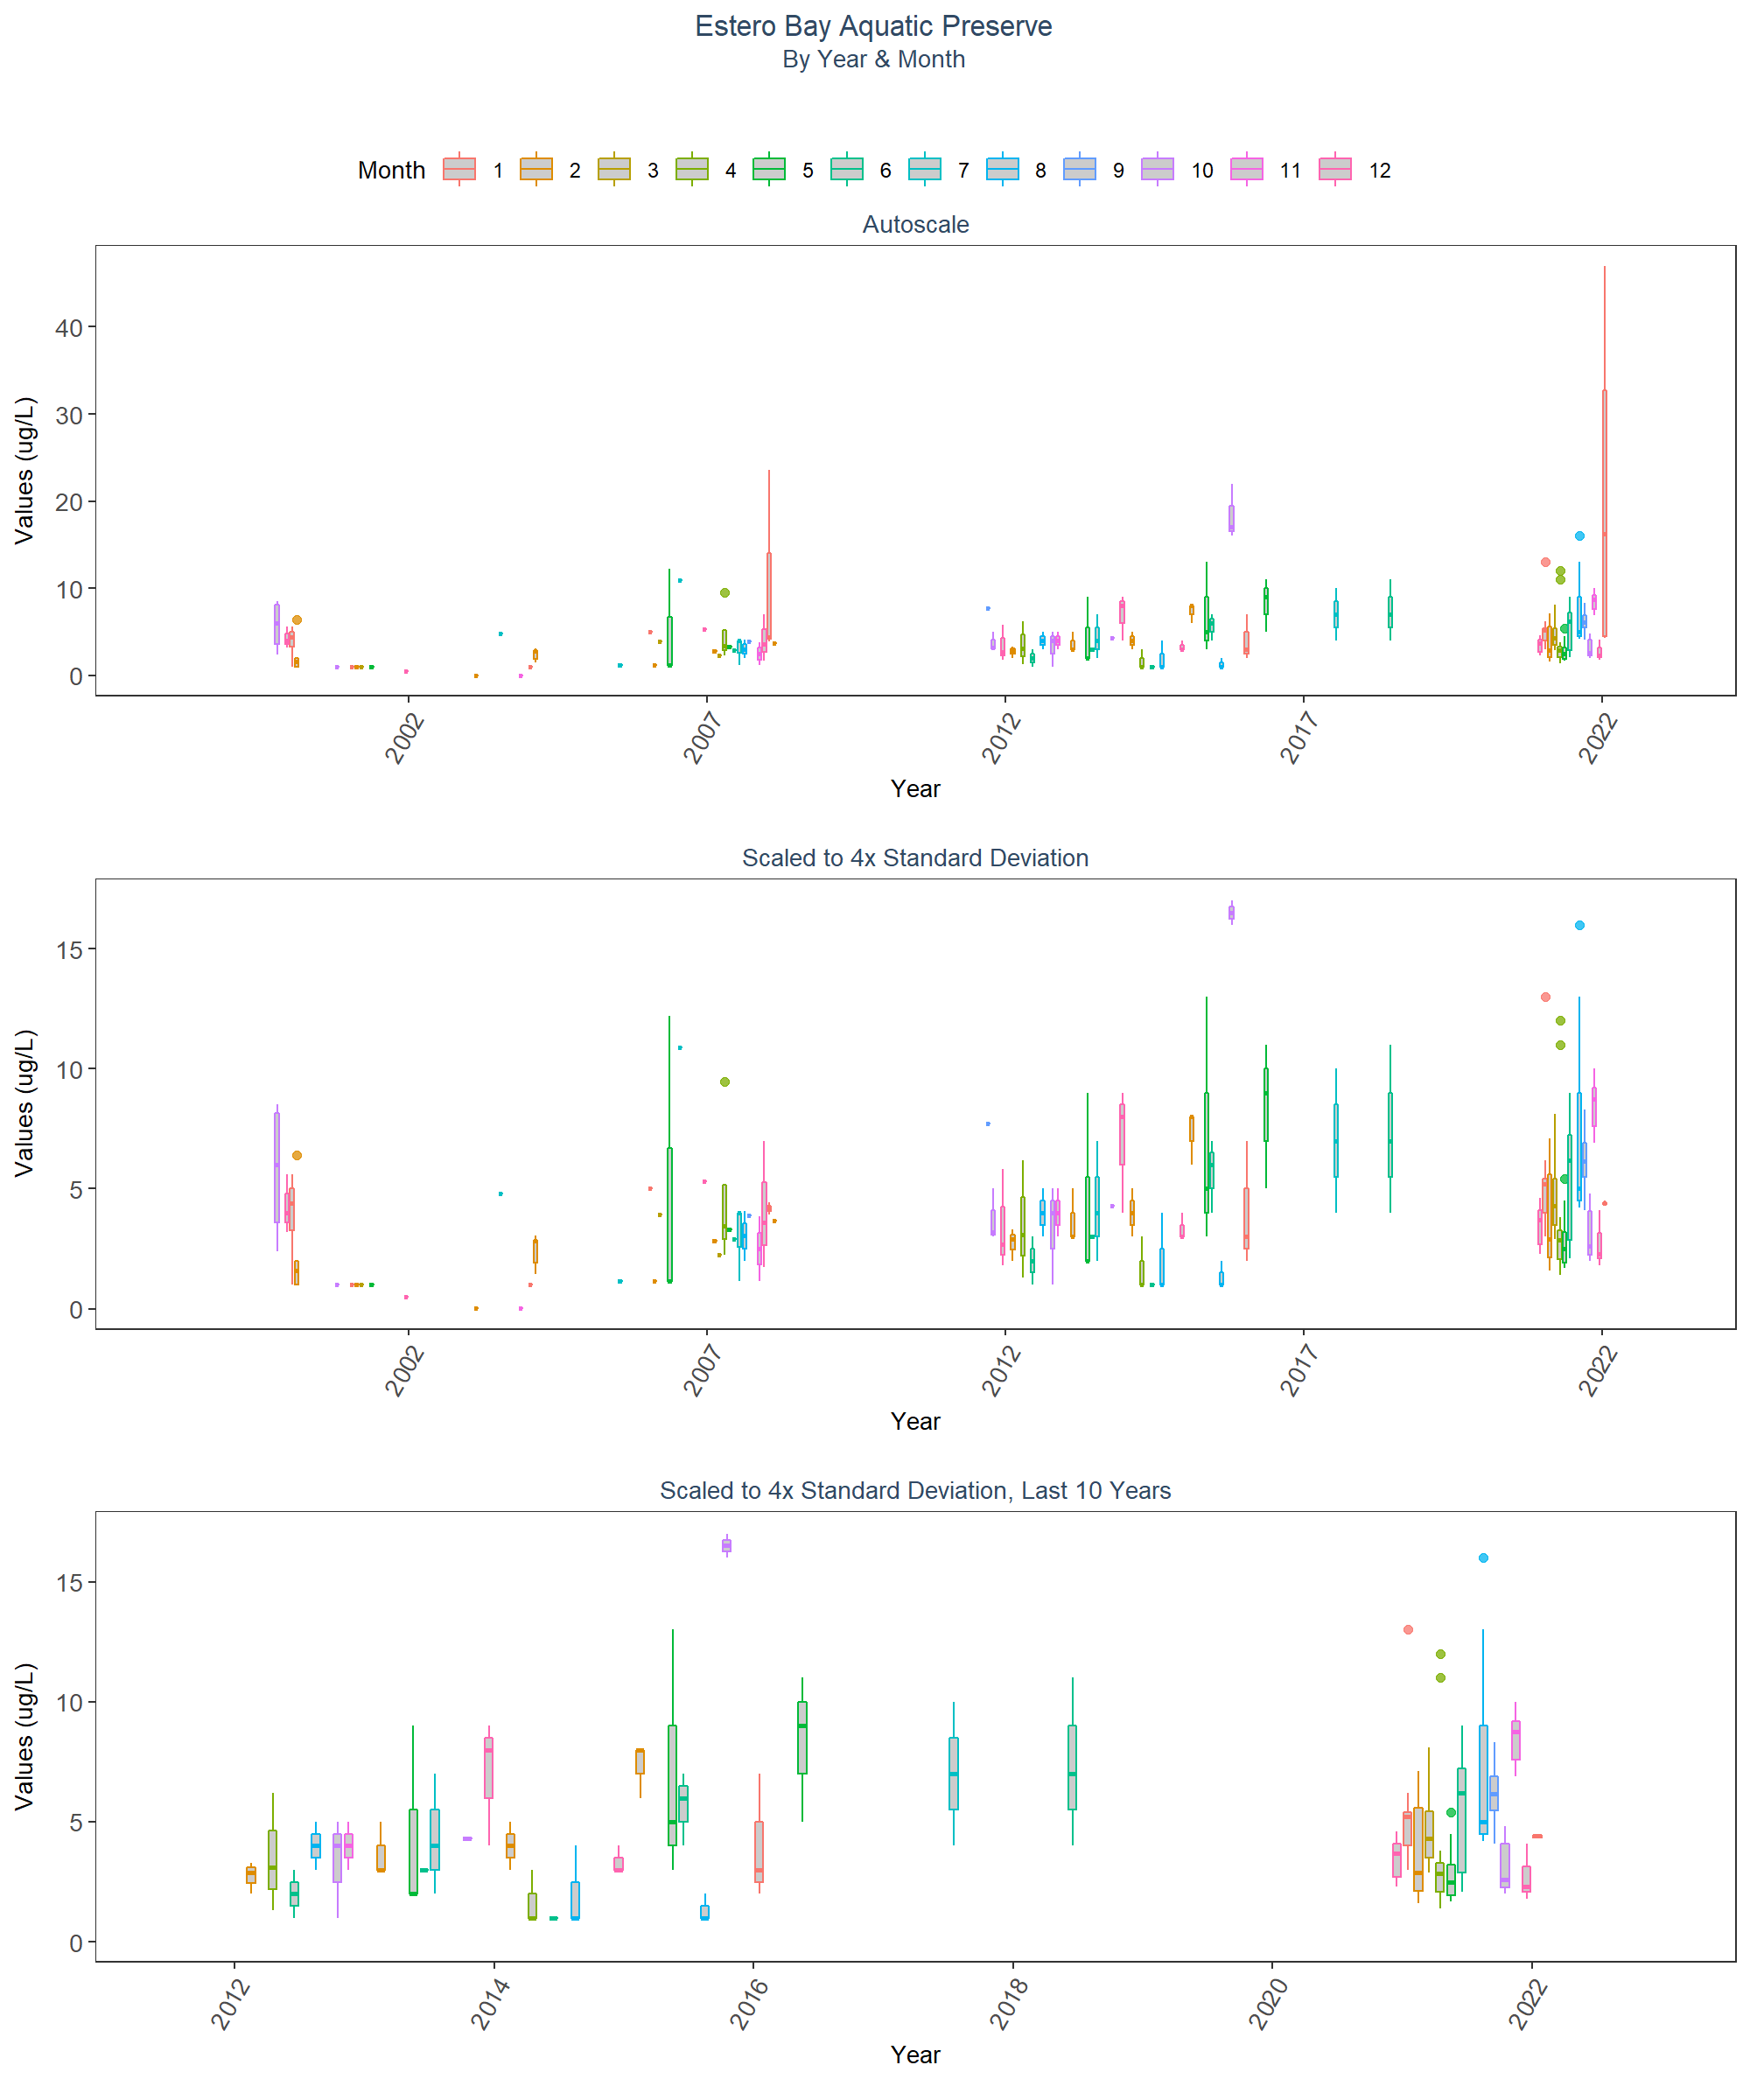 Estero Bay Aquatic Preserve
By Year & Month
Month 1 2 3 4 5 6 7 8 9 10 11 12
Autoscale
Values (ug/L)
40
30
20
10
0
2002 2007 2012 2017 2022
Year
Scaled to 4x Standard Deviation
Values (ug/L)
15
10
5
0
2002 2007 2012 2017 2022
Year
Scaled to 4x Standard Deviation, Last 10 Years
Values (ug/L)
15
10
5
0
2012 2014 2016 2018 2020 2022
Year